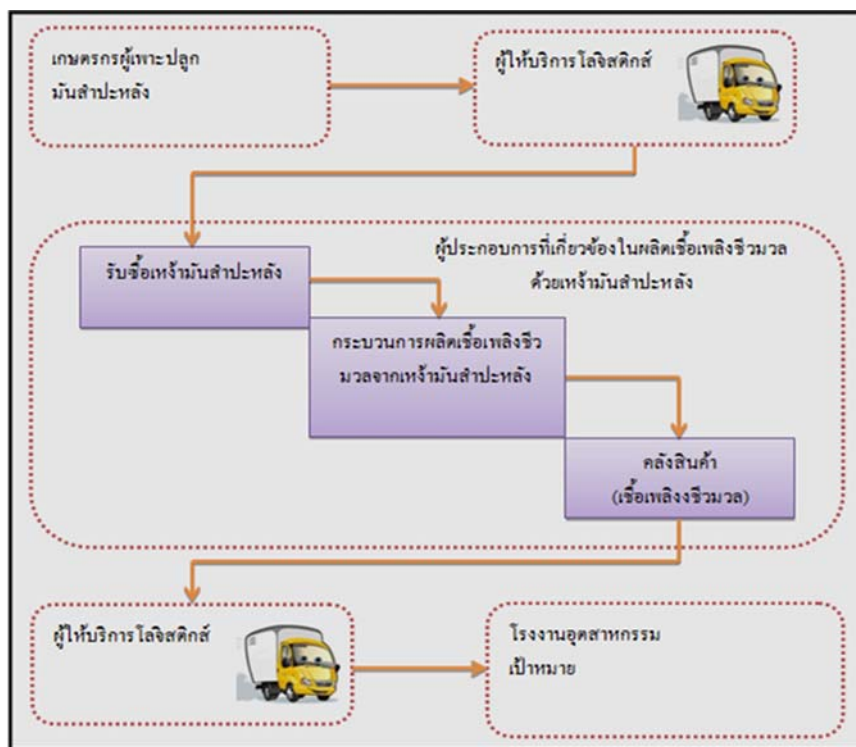 เกษตรกรผู้เพาะปลูก
มันสำปะหลัง
ผู้ให้บริการโลจิสติกส์
ผู้ประกอบการที่เกี่ยวข้องในผลิตเชื้อเพลิงชีวมวล
ด้วยเหง้ามันสำปะหลัง
รับซื้อเหง้ามันสำปะหลัง
กระบวนการผลิตเชื้อเพลิงชีว
มวลจากเหง้ามันสำปะหลัง
คลังสินค้า
(เชื้อเพลิงงชีวมวล)
ผู้ให้บริการโลจิสติกส์
โรงงานอุตสาหกรรม
เป้าหมาย